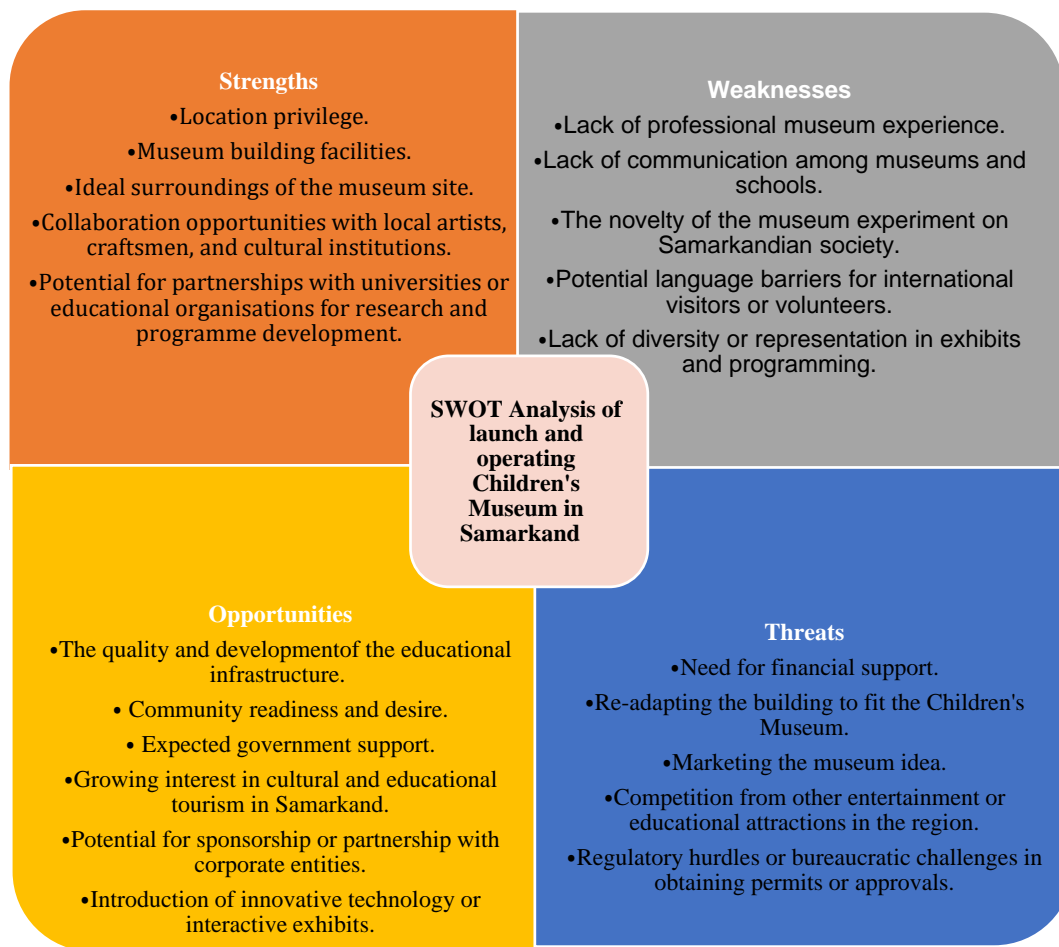 Strengths
•Location privilege.
•Museum building facilities.
•Ideal surroundings of the museum site.
•Collaboration opportunities with local artists,
craftsmen, and cultural institutions.
•Potential for partnerships with universities or
educational organisations for research and
programme development.
Weaknesses
•Lack of professional museum experience.
•Lack of communication among museums and
schools.
•The novelty of the museum experiment on
Samarkandian society.
•Potential language barriers for international
visitors or volunteers.
•Lack of diversity or representation in exhibits
and programming.
SWOT Analysis of
launch and
operating
Children's
Museum in
Samarkand
Opportunities
•The quality and developmentof the educational
infrastructure.
• Community readiness and desire.
• Expected government support.
•Growing interest in cultural and educational
tourism in Samarkand.
•Potential for sponsorship or partnership with
corporate entities.
•Introduction of innovative technology or
interactive exhibits.
Threats
•Need for financial support.
•Re-adapting the building to fit the Children's
Museum.
•Marketing the museum idea.
•Competition from other entertainment or
educational attractions in the region.
•Regulatory hurdles or bureaucratic challenges in
obtaining permits or approvals.